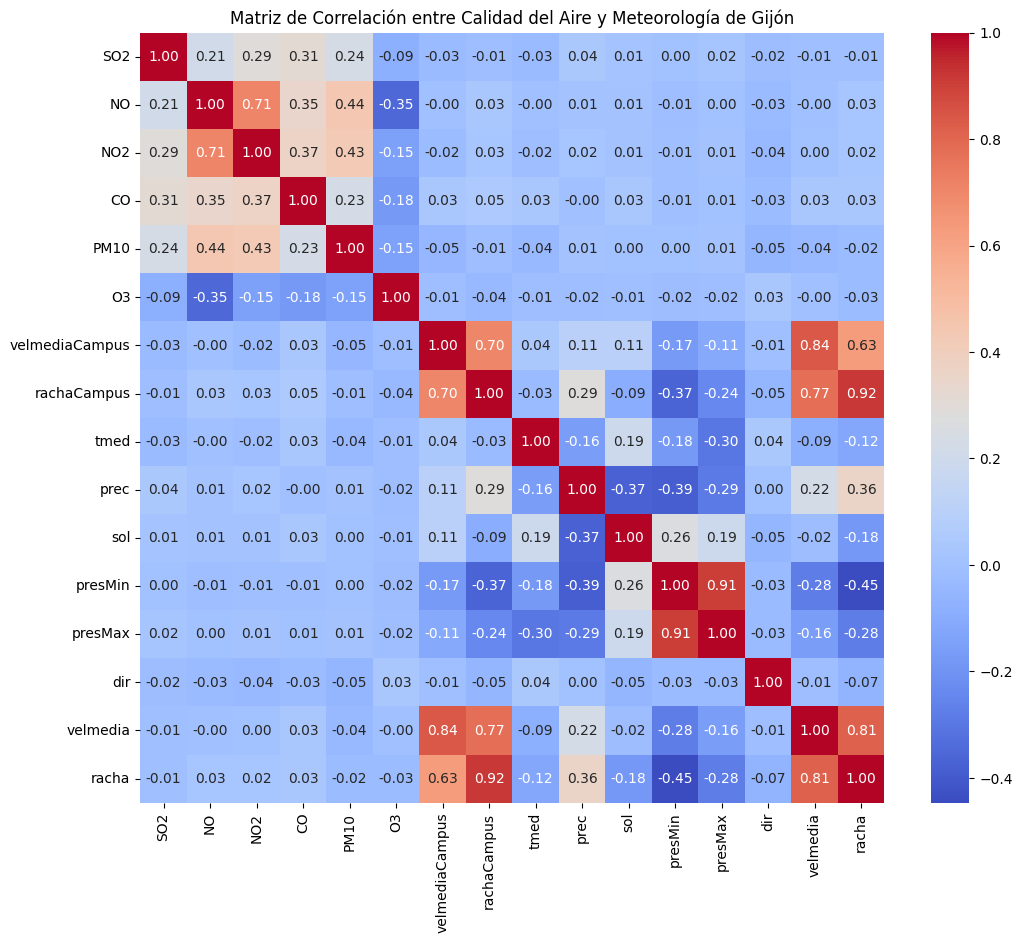 Matriz de Correlación entre Calidad del Aire y Meteorología de Gijón
SO2 1.00 0.21 0.29 0.31 0.24 -0.09 -0.03 -0.01 -0.03 0.04 0.01 0.00 0.02 -0.02 -0.01 -0.01
NO 0.21 1.00 0.71 0.35 0.44 -0.35 -0.00 0.03 -0.00 0.01 0.01 -0.01 0.00 -0.03 -0.00 0.03
NO2 0.29 0.71 1.00 0.37 0.43 -0.15 -0.02 0.03 -0.02 0.02 0.01 -0.01 0.01 -0.04 0.00 0.02
CO 0.31 0.35 0.37 1.00 0.23 -0.18 0.03 0.05 0.03 -0.00 0.03 -0.01 0.01 -0.03 0.03 0.03
PM10 0.24 0.44 0.43 0.23 1.00 -0.15 -0.05 -0.01 -0.04 0.01 0.00 0.00 0.01 -0.05 -0.04 -0.02
O3 -0.09 -0.35 -0.15 -0.18 -0.15 1.00 -0.01 -0.04 -0.01 -0.02 -0.01 -0.02 -0.02 0.03 -0.00 -0.03
velmediaCampus -0.03 -0.00 -0.02 0.03 -0.05 -0.01 1.00 0.70 0.04 0.11 0.11 -0.17 -0.11 -0.01 0.84 0.63
rachaCampus -0.01 0.03 0.03 0.05 -0.01 -0.04 0.70 1.00 -0.03 0.29 -0.09 -0.37 -0.24 -0.05 0.77 0.92
tmed -0.03 -0.00 -0.02 0.03 -0.04 -0.01 0.04 -0.03 1.00 -0.16 0.19 -0.18 -0.30 0.04 -0.09 -0.12
prec 0.04 0.01 0.02 -0.00 0.01 -0.02 0.11 0.29 -0.16 1.00 -0.37 -0.39 -0.29 0.00 0.22 0.36
sol 0.01 0.01 0.01 0.03 0.00 -0.01 0.11 -0.09 0.19 -0.37 1.00 0.26 0.19 -0.05 -0.02 -0.18
presMin 0.00 -0.01 -0.01 -0.01 0.00 -0.02 -0.17 -0.37 -0.18 -0.39 0.26 1.00 0.91 -0.03 -0.28 -0.45
presMax 0.02 0.00 0.01 0.01 0.01 -0.02 -0.11 -0.24 -0.30 -0.29 0.19 0.91 1.00 -0.03 -0.16 -0.28
dir -0.02 -0.03 -0.04 -0.03 -0.05 0.03 -0.01 -0.05 0.04 0.00 -0.05 -0.03 -0.03 1.00 -0.01 -0.07
velmedia -0.01 -0.00 0.00 0.03 -0.04 -0.00 0.84 0.77 -0.09 0.22 -0.02 -0.28 -0.16 -0.01 1.00 0.81
racha -0.01 0.03 0.02 0.03 -0.02 -0.03 0.63 0.92 -0.12 0.36 -0.18 -0.45 -0.28 -0.07 0.81 1.00
SO2 NO NO2 CO PM10 O3 velmediaCampus rachaCampus tmed prec sol presMin presMax dir velmedia racha
1.0
0.8
0.6
0.4
0.2
0.0
−0.2
−0.4